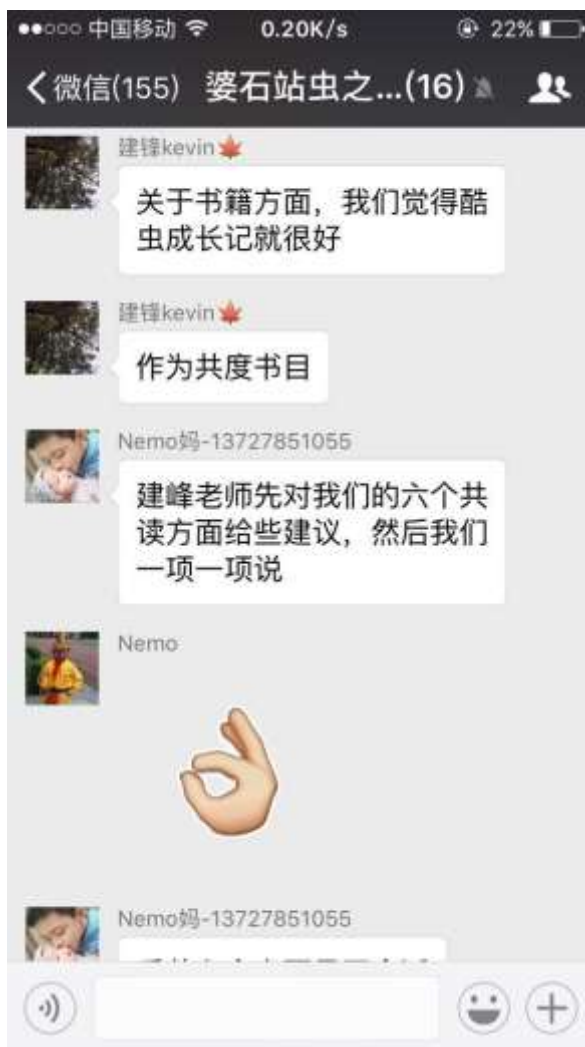 中国移动 0.20K/s 22%
微信(155) 婆石站虫之...(16)
建锋kevin
关于书籍方面，我们觉得酷
虫成长记就很好
建锋kevin
作为共度书目
Nemo妈-13727851055
建峰老师先对我们的六个共
读方面给些建议，然后我们
一项一项说
Nemo
Nemo妈-13727851055